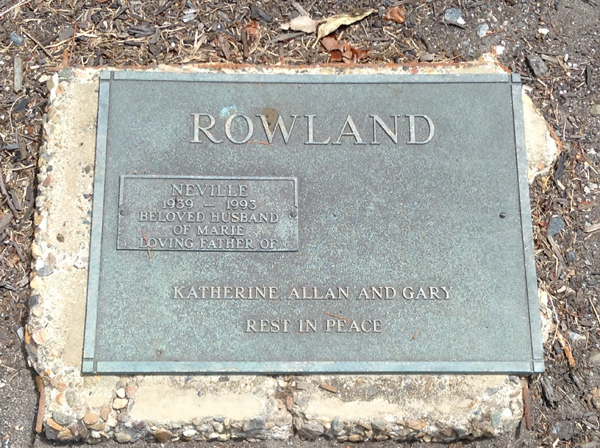 ROWLAND
NEVILLE
1939 — 1993
BELOVED HUSBAND
OF MARIE
LOVING FATHER OF
KATHERINE, ALLAN AND GARY
REST IN PEACE